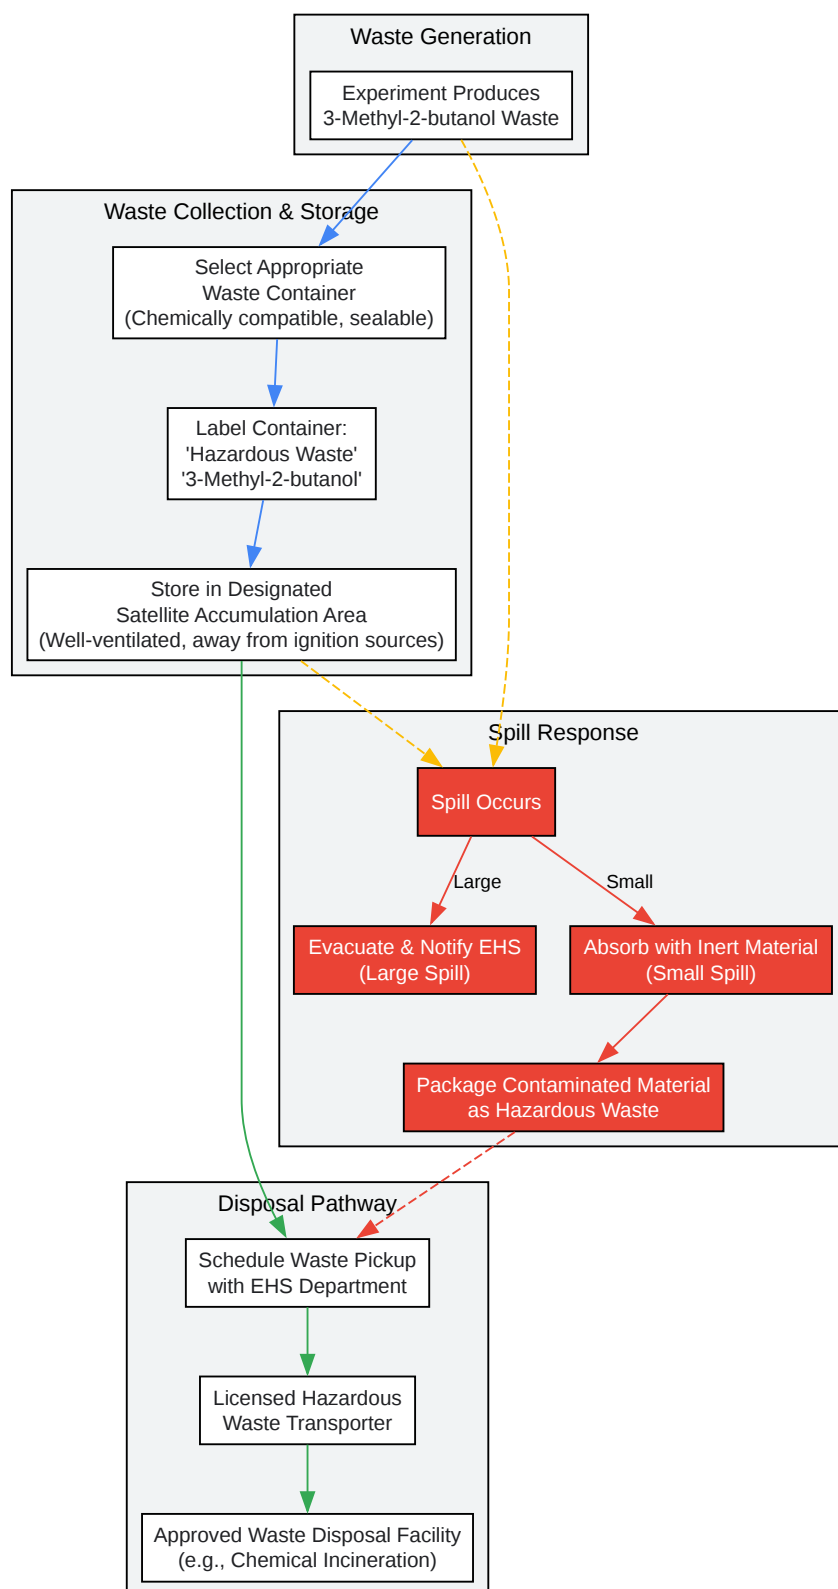 Waste Generation
Experiment Produces
3-Methyl-2-butanol Waste
Waste Collection & Storage
Select Appropriate
Waste Container
(Chemically compatible, sealable)
Label Container:
'Hazardous Waste'
'3-Methyl-2-butanol'
Store in Designated
Satellite Accumulation Area
(Well-ventilated, away from ignition sources)
Spill Response
Spill Occurs
Large
Small
Evacuate & Notify EHS
(Large Spill)
Absorb with Inert Material
(Small Spill)
Package Contaminated Material
as Hazardous Waste
Disposal Pathway
Schedule Waste Pickup
with EHS Department
Licensed Hazardous
Waste Transporter
Approved Waste Disposal Facility
(e.g., Chemical Incineration)